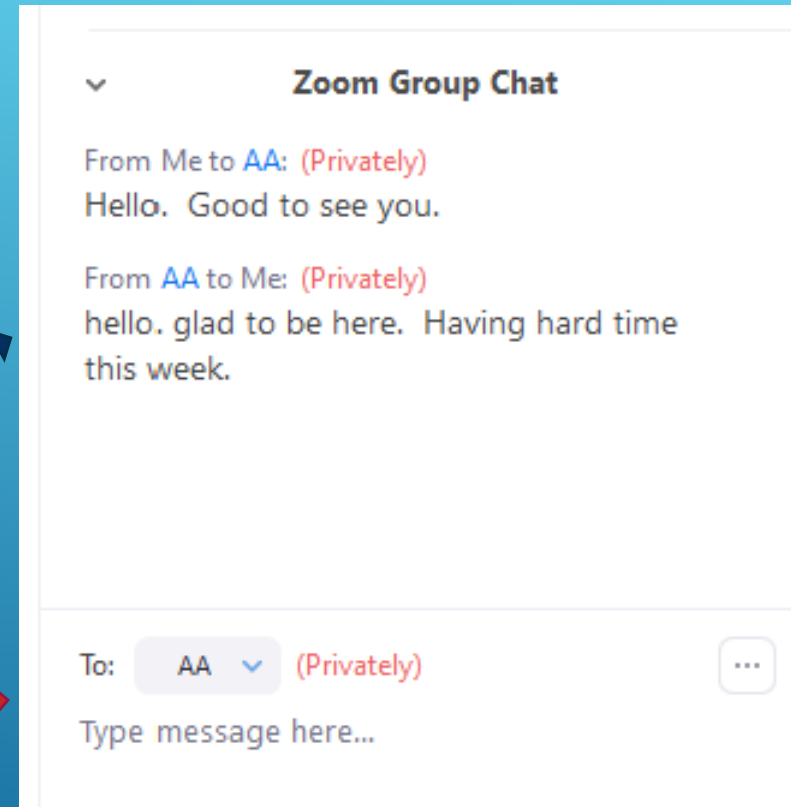 Zoom Group Chat
From Me to AA: (Privately)
Hello.  Good to see you.
From AA to Me: (Privately)
hello. glad to be here.  Having hard time
this week.
To: AA (Privately)
Type message here...